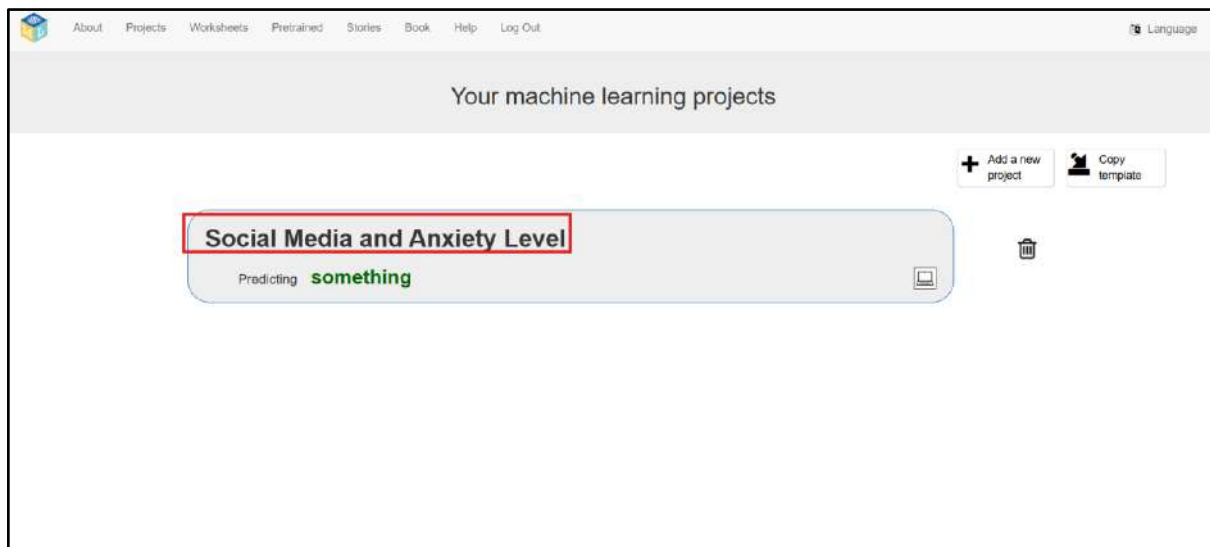 About Projects Worksheets Pretrained Stories Book Help Log Out Language
Your machine learning projects
Add a new project
Copy template
Social Media and Anxiety Level
Predicting something